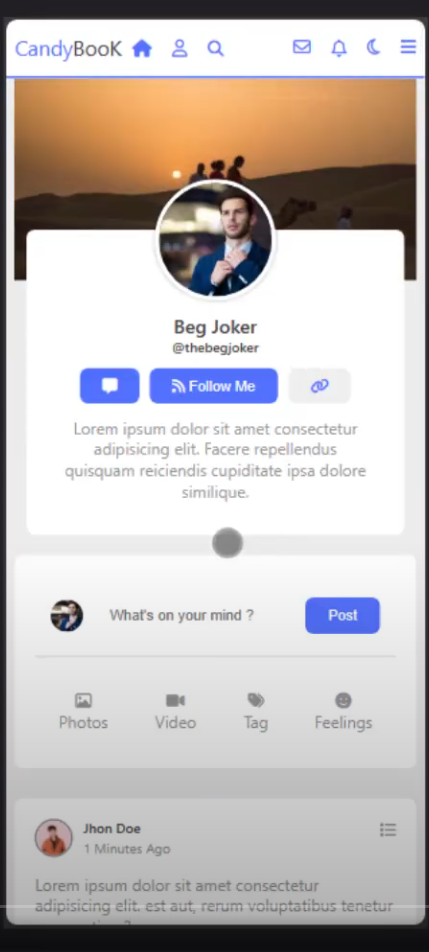 CandyBooK
Beg Joker
@thebegjoker
Follow Me
Lorem ipsum dolor sit amet consectetur
adipisicing elit. Facere repellendus
quisquam reiciendis cupiditate ipsa dolore
similique.
What's on your mind ?
Post
Photos
Video
Tag
Feelings
Jhon Doe
1 Minutes Ago
Lorem ipsum dolor sit amet consectetur
adipisicing elit. est aut, rerum voluptatibus tenetur